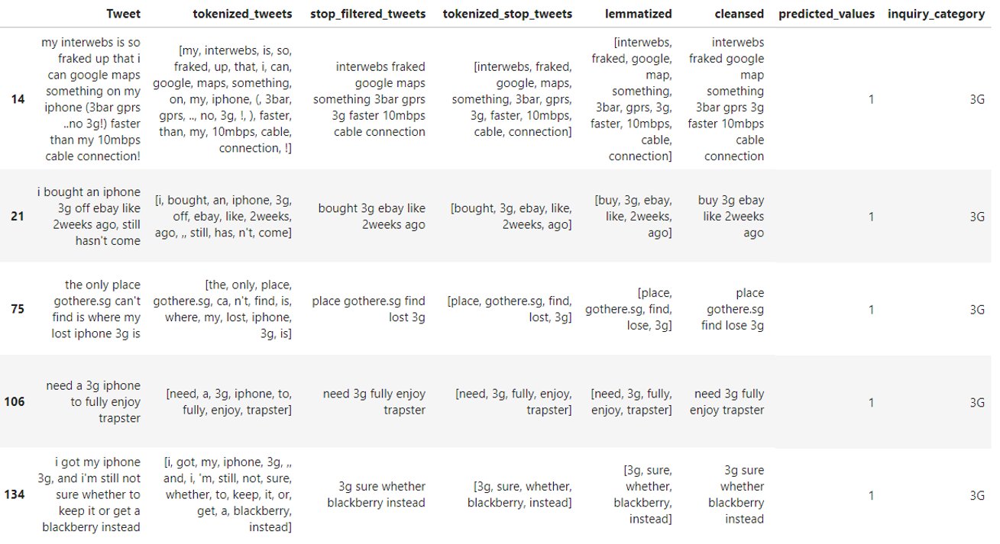 Tweet tokenized_tweets stop_filtered_tweets tokenized_stop_tweets lemmatized cleansed predicted_values inquiry_category
14
my interwebs is so
fraked up that i
can google maps
something on my
iphone (3bar gprs
..no 3g!) faster
than my 10mbps
cable connection!
[my, interwebs, is, so,
fraked, up, that, i, can,
google, maps, something,
on, my, iphone, (, 3bar,
gprs, .., no, 3g, !, ), faster,
than, my, 10mbps, cable,
connection, !]
interwebs fraked
google maps
something 3bar gprs
3g faster 10mbps
cable connection
[interwebs, fraked,
google, maps,
something, 3bar, gprs,
3g, faster, 10mbps,
cable, connection]
[interwebs,
fraked, google,
map,
something,
3bar, gprs, 3g,
faster, 10mbps,
cable,
connection]
interwebs
fraked google
map
something
3bar gprs 3g
faster 10mbps
cable
connection
1
3G
21
i bought an iphone
3g off ebay like
2weeks ago, still
hasn't come
[i, bought, an, iphone, 3g,
off, ebay, like, 2weeks,
ago, ,, still, has, n't, come]
bought 3g ebay like
2weeks ago
[bought, 3g, ebay, like,
2weeks, ago]
[buy, 3g, ebay,
like, 2weeks,
ago]
buy 3g ebay
like 2weeks
ago
1
3G
75
the only place
gothere.sg can't
find is where my
lost iphone 3g is
[the, only, place,
gothere.sg, ca, n't, find, is,
where, my, lost, iphone,
3g, is]
place gothere.sg find
lost 3g
[place, gothere.sg, find,
lost, 3g]
[place,
gothere.sg, find,
lose, 3g]
place
gothere.sg
find lose 3g
1
3G
106
need a 3g iphone
to fully enjoy
trapster
[need, a, 3g, iphone, to,
fully, enjoy, trapster]
need 3g fully enjoy
trapster
[need, 3g, fully, enjoy,
trapster]
[need, 3g, fully,
enjoy, trapster]
need 3g fully
enjoy trapster
1
3G
134
i got my iphone
3g, and i'm still not
sure whether to
keep it or get a
blackberry instead
[i, got, my, iphone, 3g, ,,
and, i, 'm, still, not, sure,
whether, to, keep, it, or,
get, a, blackberry,
instead]
3g sure whether
blackberry instead
[3g, sure, whether,
blackberry, instead]
[3g, sure,
whether,
blackberry,
instead]
3g sure
whether
blackberry
instead
1
3G